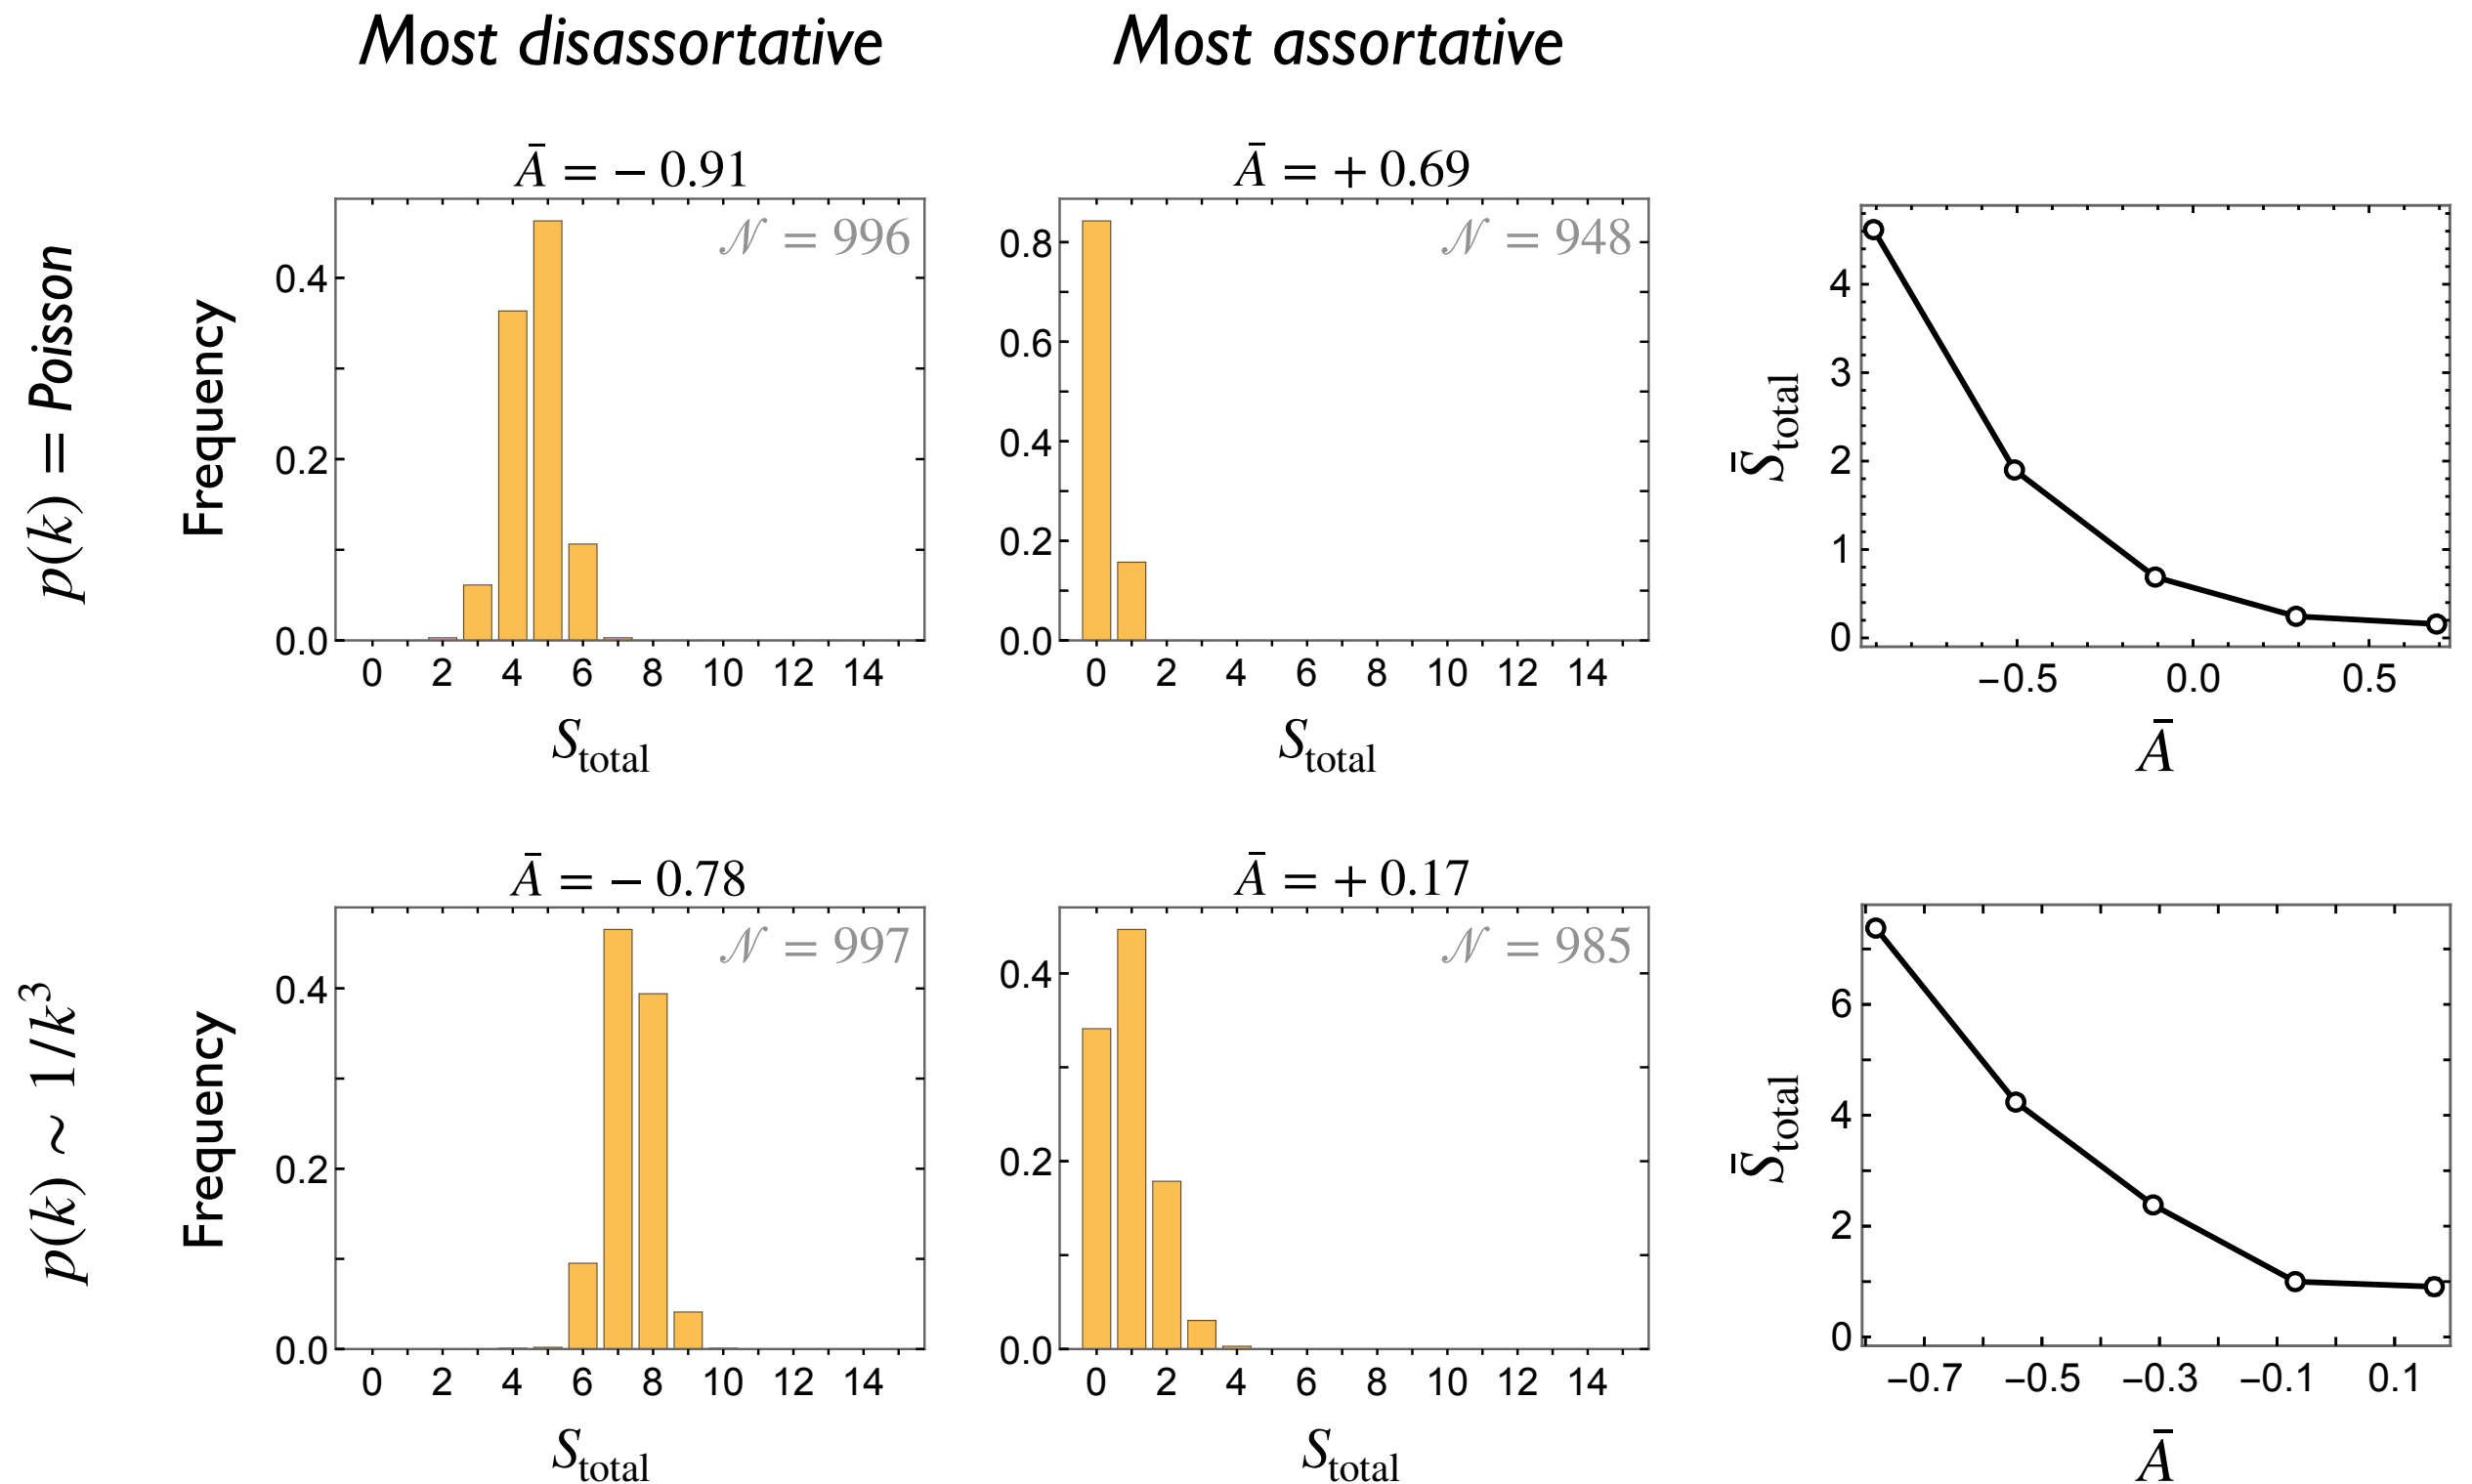 Most disassortative
Most assortative
p(k) = Poisson
Ā = − 0.91
𝒩 = 996
Frequency
0.4
0.2
0.0
0 2 4 6 8 10 12 14
S_total
Ā = + 0.69
𝒩 = 948
0.8
0.6
0.4
0.2
0.0
0 2 4 6 8 10 12 14
S_total
S̄_total
4
3
2
1
0
−0.5 0.0 0.5
Ā
p(k) ~ 1/k³
Ā = − 0.78
𝒩 = 997
Frequency
0.4
0.2
0.0
0 2 4 6 8 10 12 14
S_total
Ā = + 0.17
𝒩 = 985
0.4
0.2
0.0
0 2 4 6 8 10 12 14
S_total
S̄_total
6
4
2
0
−0.7 −0.5 −0.3 −0.1 0.1
Ā